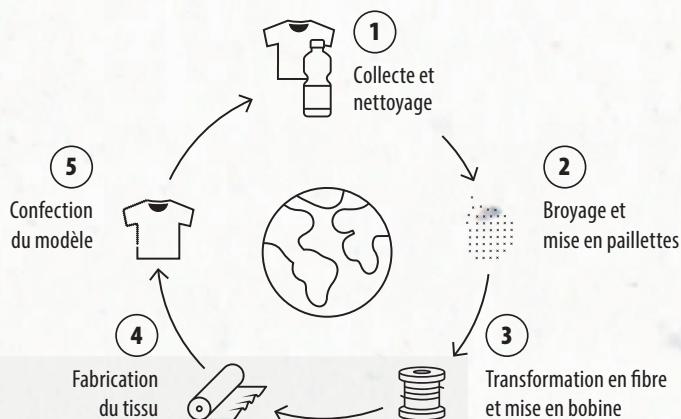 1
Collecte et
nettoyage
2
Broyage et
mise en paillettes
3
Transformation en fibre
et mise en bobine
4
Fabrication
du tissu
5
Confection
du modèle